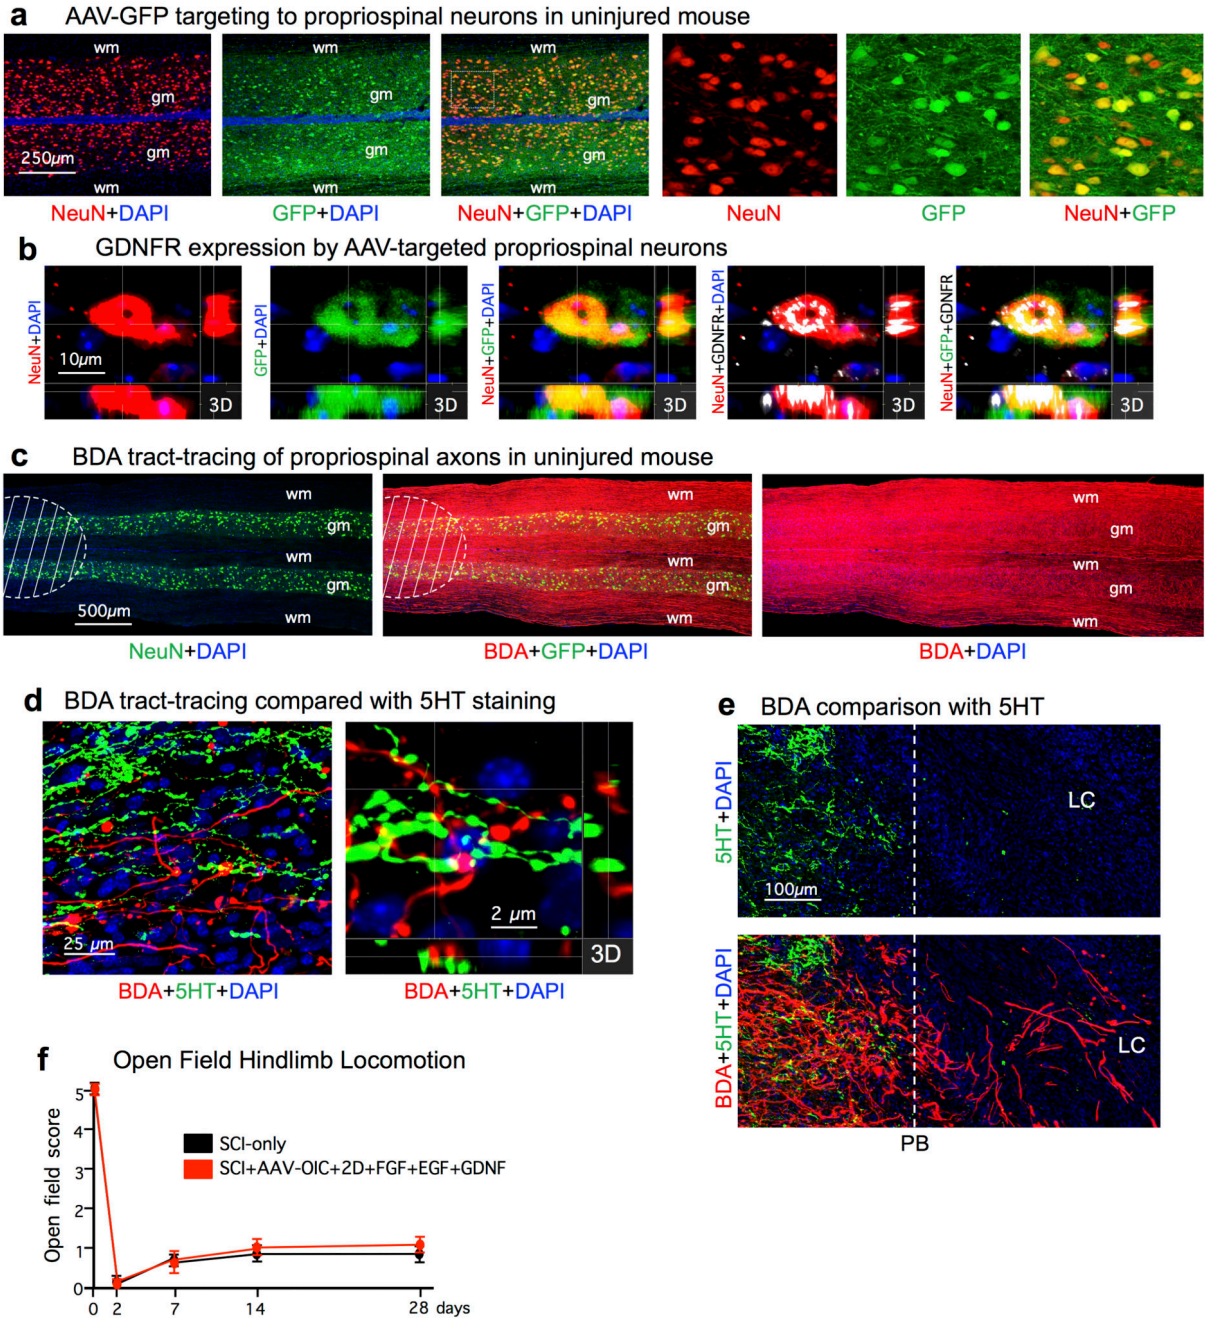 a AAV-GFP targeting to propriospinal neurons in uninjured mouse
wm wm wm
gm gm gm
gm gm gm
250µm
wm wm wm
NeuN+DAPI GFP+DAPI NeuN+GFP+DAPI NeuN GFP NeuN+GFP
b GDNFR expression by AAV-targeted propriospinal neurons
NeuN+DAPI
10µm
3D
GFP+DAPI
3D
NeuN+GFP+DAPI
3D
NeuN+GDNFR+DAPI
3D
NeuN+GFP+GDNFR
3D
c BDA tract-tracing of propriospinal axons in uninjured mouse
wm wm wm
gm gm gm
wm wm wm
gm gm gm
500µm
wm wm wm
NeuN+DAPI BDA+GFP+DAPI BDA+DAPI
d BDA tract-tracing compared with 5HT staining
25 µm
2 µm
3D
BDA+5HT+DAPI BDA+5HT+DAPI
e BDA comparison with 5HT
5HT+DAPI
LC
100µm
BDA+5HT+DAPI
LC
PB
f Open Field Hindlimb Locomotion
Open field score
5
4
3
2
1
0
SCI-only
SCI+AAV-OIC+2D+FGF+EGF+GDNF
0 2 7 14 28 days